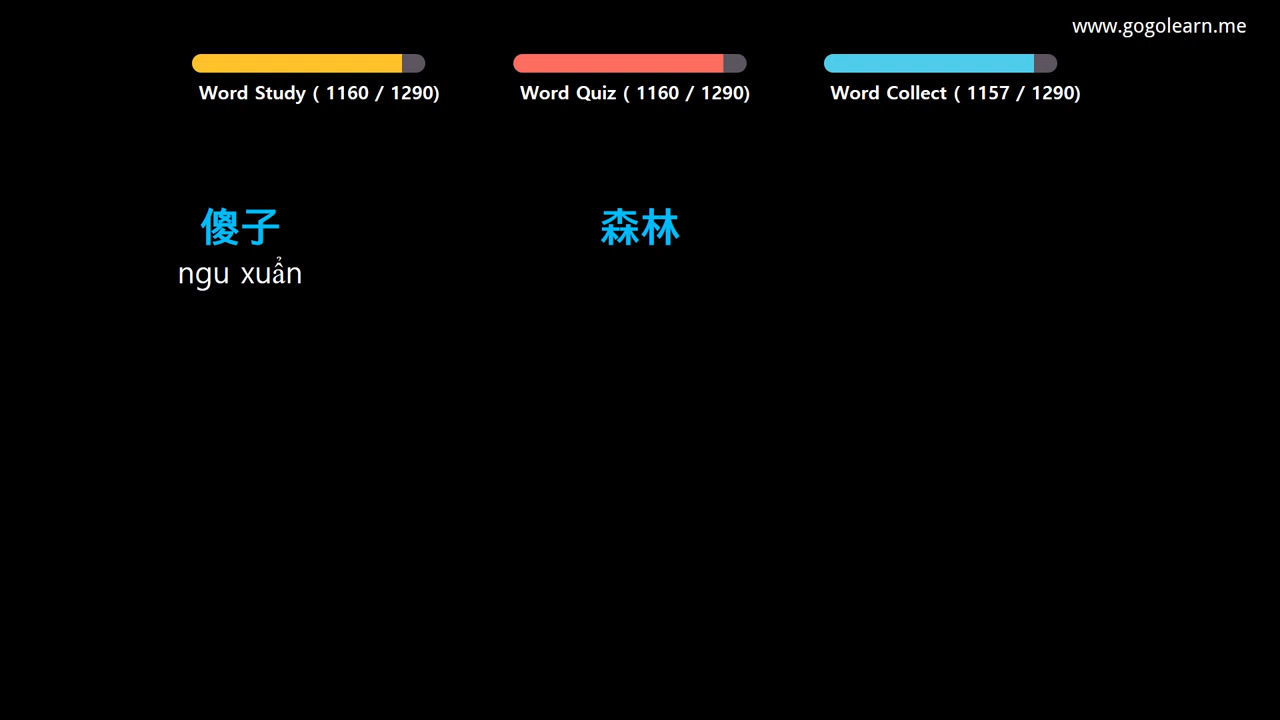 www.gogolearn.me
Word Study ( 1160 / 1290)
Word Quiz ( 1160 / 1290)
Word Collect ( 1157 / 1290)
傻子
森林
ngu xuẩn